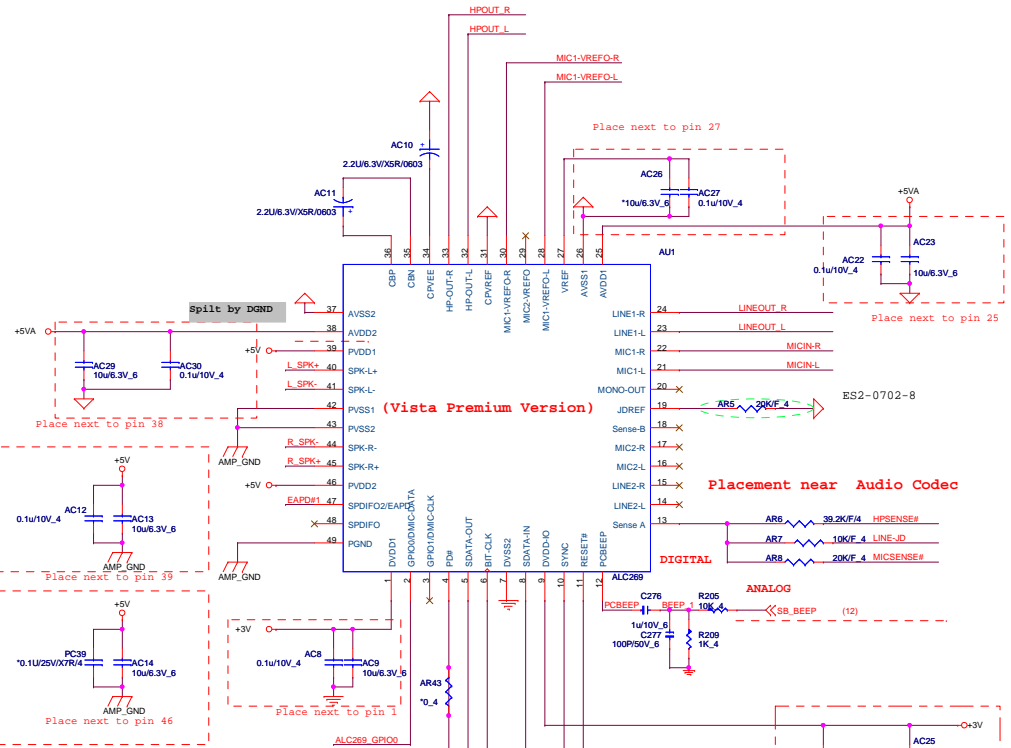 HPOUT_R
HPOUT_L
MIC1-VREFO-R
MIC1-VREFO-L
Place next to pin 27
AC10
2.2U/6.3V/X5R/0603
AC11
2.2U/6.3V/X5R/0603
AC26
*10u/6.3V_6
AC27
0.1u/10V_4
+5VA
AC23
10u/6.3V_6
AC22
0.1u/10V_4
Place next to pin 25
AU1
36 35 34 33 32 31 30 29 28 27 26 25
CBP
CBN
CPVEE
HP-OUT-R
HP-OUT-L
CPVREF
MIC1-VREFO-R
MIC2-VREFO
MIC1-VREFO-L
VREF
AVSS1
AVDD1
Spilt by DGND
+5VA
AC29
10u/6.3V_6
AC30
0.1u/10V_4
Place next to pin 38
37 AVSS2
38 AVDD2
+5V 39 PVDD1
L_SPK+ 40 SPK-L+
L_SPK- 41 SPK-L-
42 PVSS1
43 PVSS2
R_SPK- 44 SPK-R-
R_SPK+ 45 SPK-R+
+5V 46 PVDD2
EAPD#1 47 SPDIFO2/EAPD
48 SPDIFO
49 PGND
AMP_GND
AMP_GND
(Vista Premium Version)
LINE1-R 24 LINEOUT_R
LINE1-L 23 LINEOUT_L
MIC1-R 22 MICIN-R
MIC1-L 21 MICIN-L
MONO-OUT 20
JDREF 19 AR5 20K/F_4
ES2-0702-8
Sense-B 18
MIC2-R 17
MIC2-L 16
LINE2-R 15
LINE2-L 14
Sense A 13
Placement near Audio Codec
AR6 39.2K/F/4 HPSENSE#
AR7 10K/F_4 LINE-JD
AR8 20K/F_4 MICSENSE#
DIGITAL
ANALOG
ALC269
DVDD1
GPIO0/DMIC-DATA
GPIO1/DMIC-CLK
PD#
SDATA-OUT
BIT-CLK
DVSS2
SDATA-IN
DVDD-IO
SYNC
RESET#
PCBEEP
1 2 3 4 5 6 7 8 9 10 11 12
+5V
AC12
0.1u/10V_4
AC13
10u/6.3V_6
AMP_GND
Place next to pin 39
+5V
PC39
*0.1U/25V/X7R/4
AC14
10u/6.3V_6
AMP_GND
Place next to pin 46
+3V
AC8
0.1u/10V_4
AC9
10u/6.3V_6
Place next to pin 1
AR43
*0_4
ALC269_GPIO0
PCBEEP
C276
1u/10V_6
BEEP_1
R205
10K_4
SB_BEEP (12)
C277
100P/50V_6
R209
1K_4
+3V
AC25